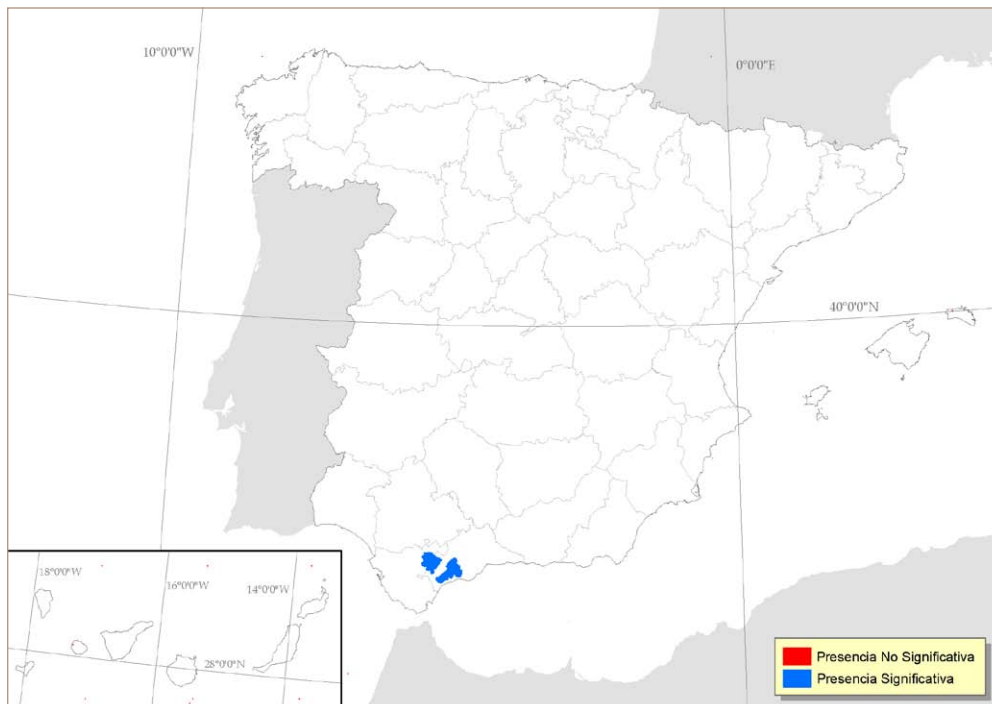 10°0'0"W
0°0'0"E
40°0'0"N
18°0'0"W
16°0'0"W
14°0'0"W
28°0'0"N
Presencia No Significativa
Presencia Significativa